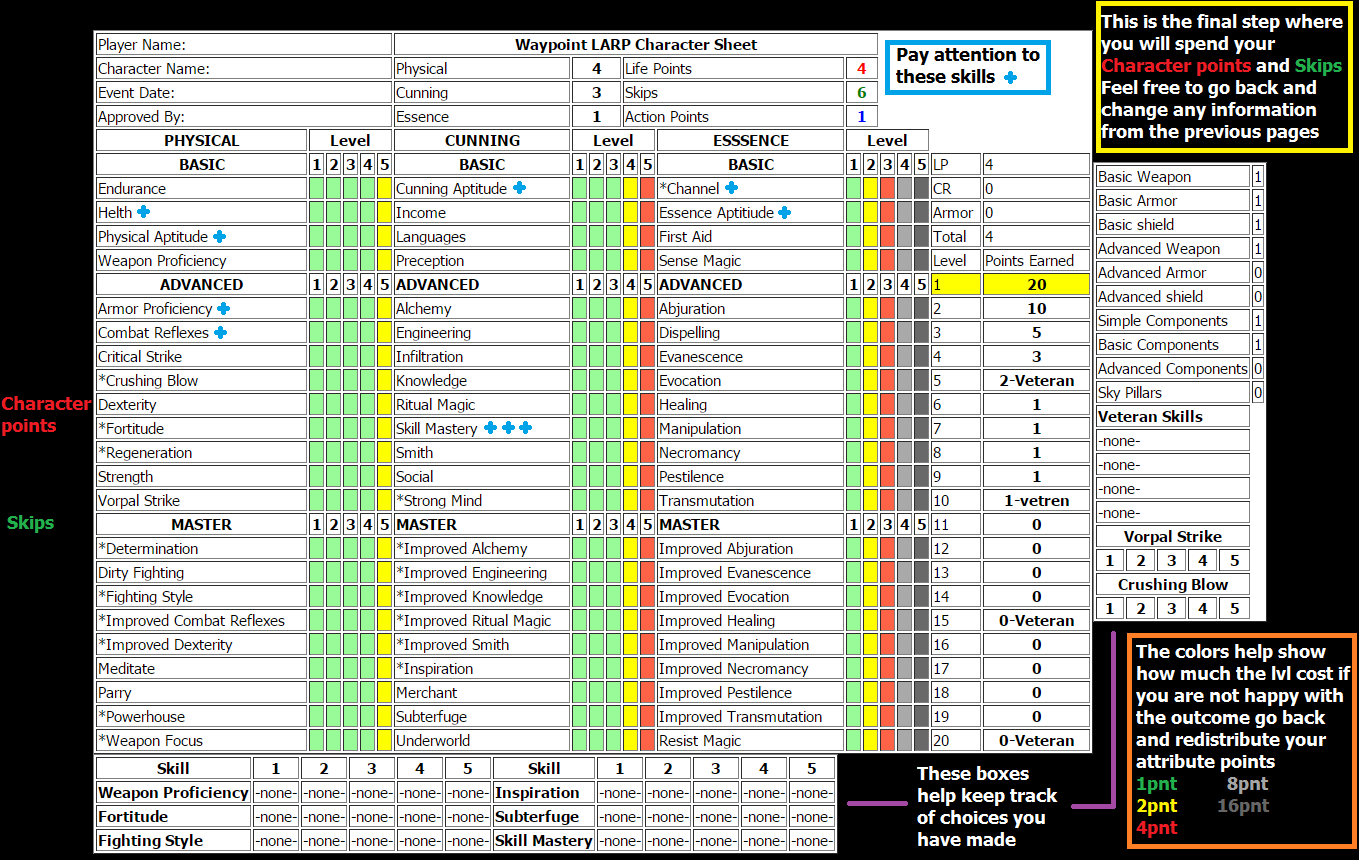 Player Name: Waypoint LARP Character Sheet
Character Name: Physical 4 Life Points 4
Event Date: Cunning 3 Skips 6
Approved By: Essence 1 Action Points 1
Pay attention to
these skills
This is the final step where
you will spend your
Character points and Skips
Feel free to go back and
change any information
from the previous pages
PHYSICAL Level CUNNING Level ESSSENCE Level
BASIC 1 2 3 4 5 BASIC 1 2 3 4 5 BASIC 1 2 3 4 5 LP 4
Endurance Cunning Aptitude *Channel CR 0
Helth Income Essence Aptitiude Armor 0
Physical Aptitude Languages First Aid Total 4
Weapon Proficiency Preception Sense Magic Level Points Earned
ADVANCED 1 2 3 4 5 ADVANCED 1 2 3 4 5 ADVANCED 1 2 3 4 5 1 20
Armor Proficiency Alchemy Abjuration 2 10
Combat Reflexes Engineering Dispelling 3 5
Critical Strike Infiltration Evanescence 4 3
*Crushing Blow Knowledge Evocation 5 2-Veteran
Dexterity Ritual Magic Healing 6 1
*Fortitude Skill Mastery Manipulation 7 1
*Regeneration Smith Necromancy 8 1
Strength Social Pestilence 9 1
Vorpal Strike *Strong Mind Transmutation 10 1-vetren
MASTER 1 2 3 4 5 MASTER 1 2 3 4 5 MASTER 1 2 3 4 5 11 0
*Determination *Improved Alchemy Improved Abjuration 12 0
Dirty Fighting *Improved Engineering Improved Evanescence 13 0
*Fighting Style *Improved Knowledge Improved Evocation 14 0
*Improved Combat Reflexes *Improved Ritual Magic Improved Healing 15 0-Veteran
*Improved Dexterity *Improved Smith Improved Manipulation 16 0
Meditate *Inspiration Improved Necromancy 17 0
Parry Merchant Improved Pestilence 18 0
*Powerhouse Subterfuge Improved Transmutation 19 0
*Weapon Focus Underworld Resist Magic 20 0-Veteran
Character
points
Skips
Basic Weapon 1
Basic Armor 1
Basic shield 1
Advanced Weapon 1
Advanced Armor 0
Advanced shield 0
Simple Components 1
Basic Components 1
Advanced Components 0
Sky Pillars 0
Veteran Skills
-none-
-none-
-none-
-none-
Vorpal Strike
1 2 3 4 5
Crushing Blow
1 2 3 4 5
Skill 1 2 3 4 5 Skill 1 2 3 4 5
Weapon Proficiency -none- -none- -none- -none- -none- Inspiration -none- -none- -none- -none- -none-
Fortitude -none- -none- -none- -none- -none- Subterfuge -none- -none- -none- -none- -none-
Fighting Style -none- -none- -none- -none- -none- Skill Mastery -none- -none- -none- -none- -none-
These boxes
help keep track
of choices you
have made
The colors help show
how much the lvl cost if
you are not happy with
the outcome go back
and redistribute your
attribute points
1pnt 8pnt
2pnt 16pnt
4pnt